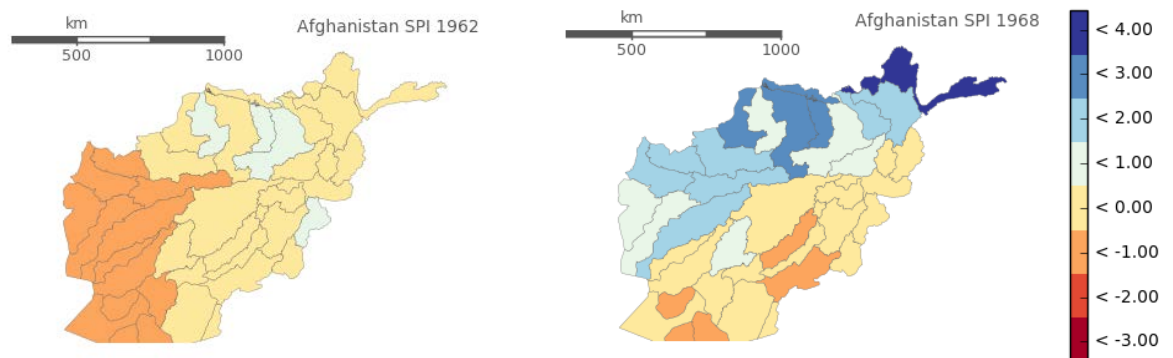 km
Afghanistan SPI 1962
500 1000
km
Afghanistan SPI 1968
500 1000
< 4.00
< 3.00
< 2.00
< 1.00
< 0.00
< -1.00
< -2.00
< -3.00